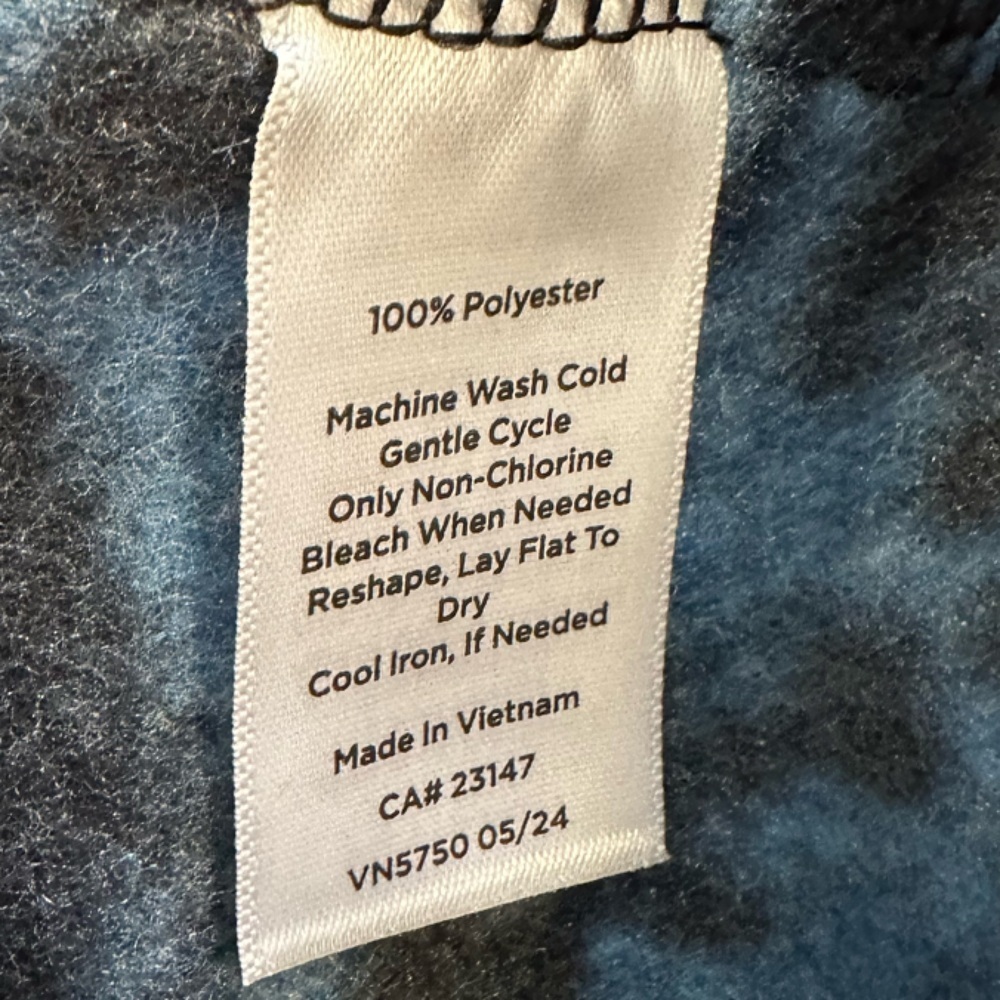 100% Polyester
Machine Wash Cold
Gentle Cycle
Only Non-Chlorine
Bleach When Needed
Reshape, Lay Flat To
Dry
Cool Iron, If Needed
Made In Vietnam
CA# 23147
VN5750 05/24